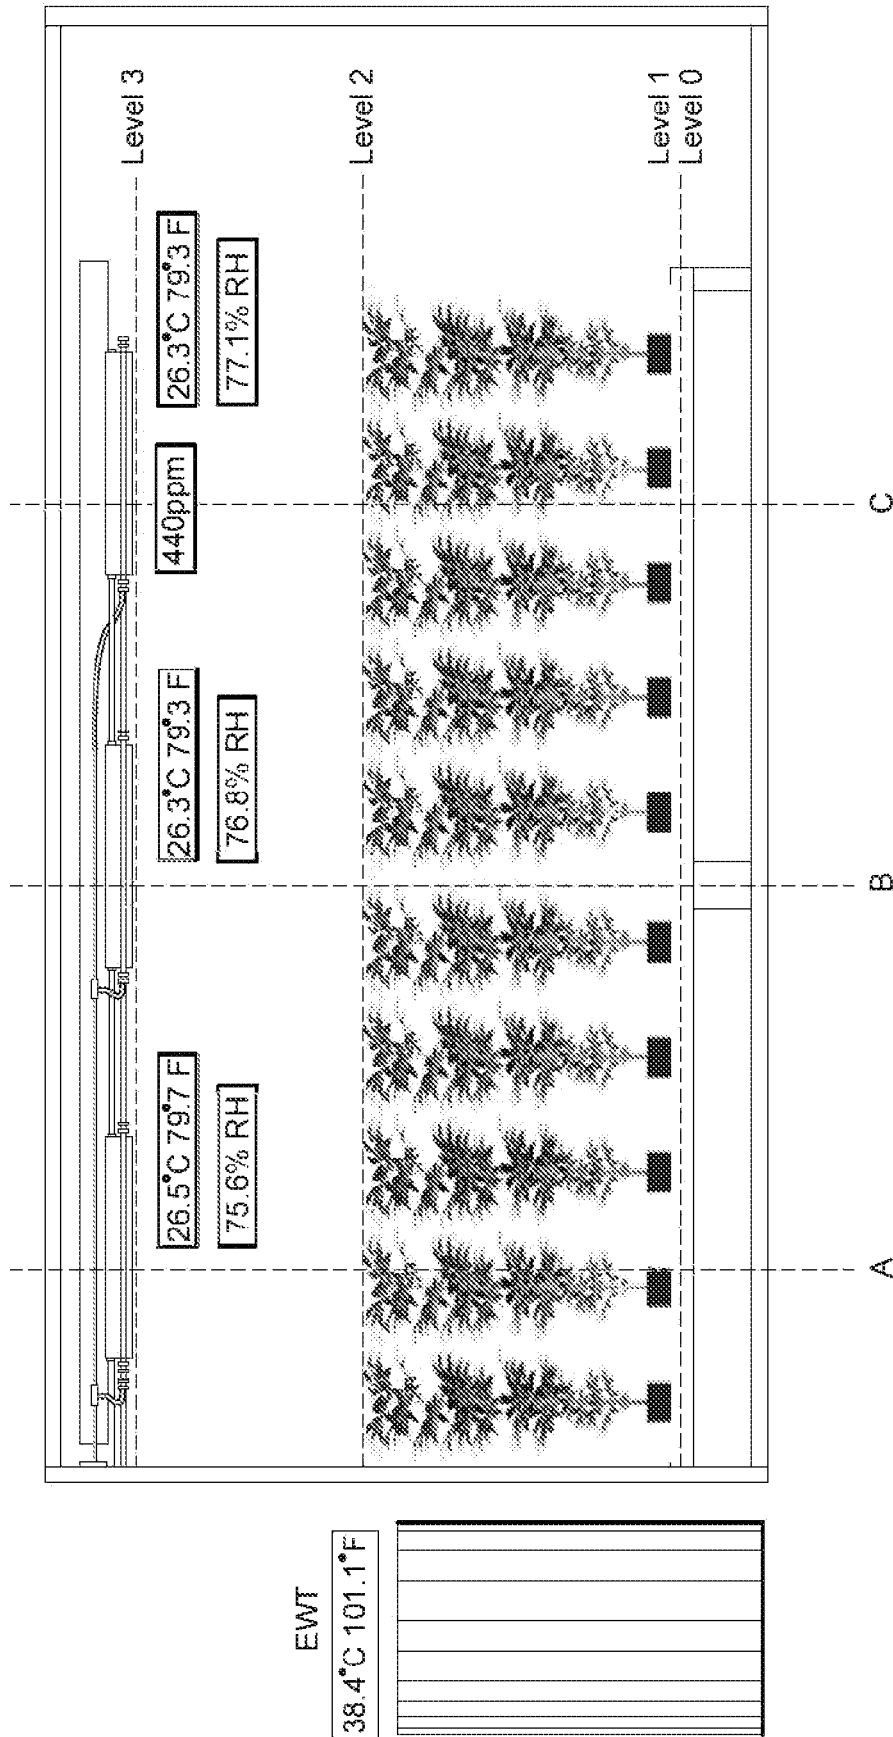 Level 3
26.5°C 79.7 F
26.3°C 79.3 F
440ppm
26.3°C 79.3 F
75.6% RH
76.8% RH
77.1% RH
EWT
38.4°C 101.1°F
Level 2
Level 1
Level 0
A
B
C